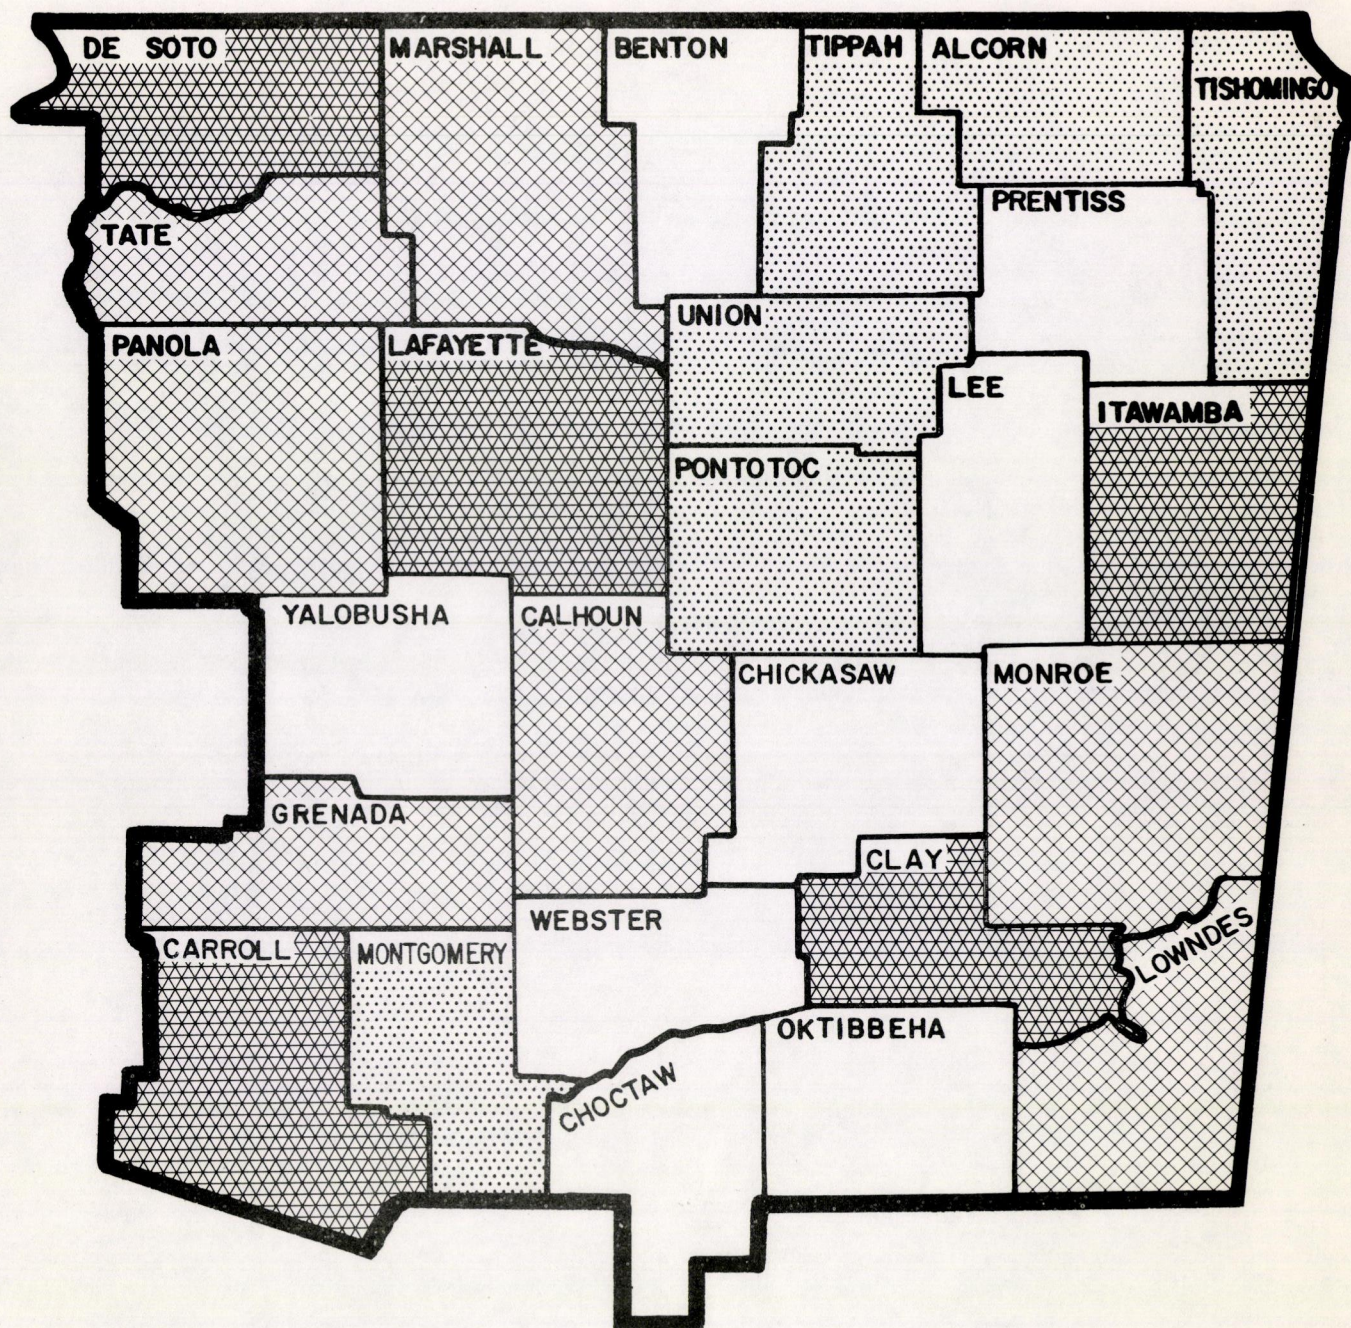 DE SOTO
MARSHALL
BENTON
TIPPAH
ALCORN
TISHOMINGO
PRENTISS
TATE
UNION
PANOLA
LAFAYETTE
LEE
ITAWAMBA
PONTOTOC
YALOBUSHA
CALHOUN
CHICKASAW
MONROE
GRENADA
CLAY
WEBSTER
LOWNDES
CARROLL
MONTGOMERY
OKTIBBEHA
CHOCTAW